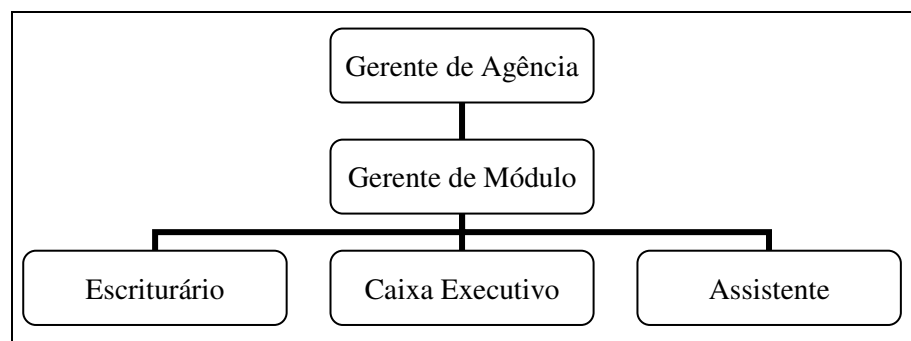 Gerente de Agência
Gerente de Módulo
Escriturário
Caixa Executivo
Assistente